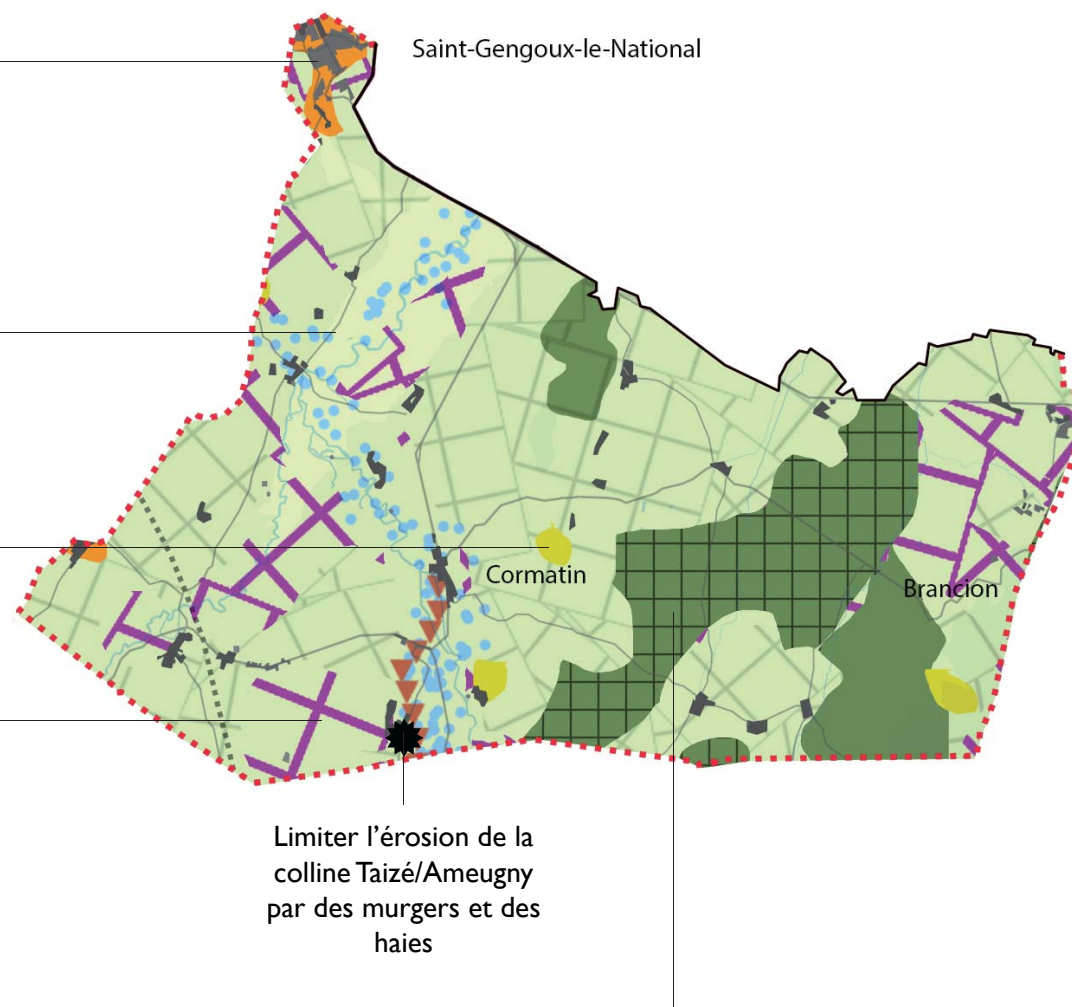 Saint-Gengoux-le-National
Cormatin
Brancion
Limiter l’érosion de la
colline Taizé/Ameugny
par des murgers et des
haies